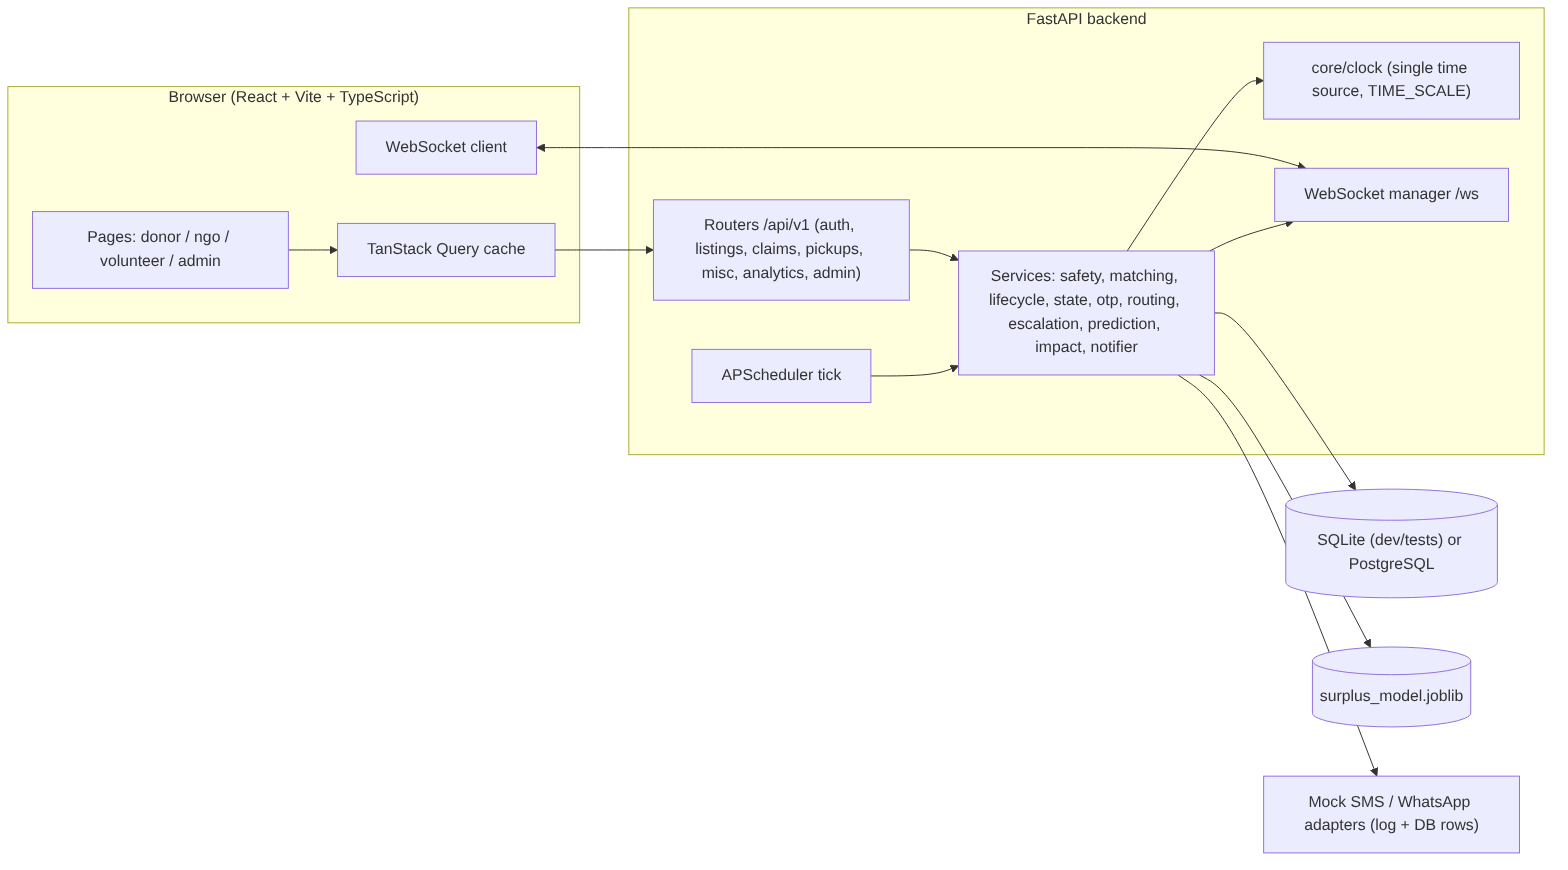 FastAPI backend
core/clock (single time
source, TIME_SCALE)
Browser (React + Vite + TypeScript)
WebSocket client
WebSocket manager /ws
Pages: donor / ngo /
volunteer / admin
TanStack Query cache
Routers /api/v1 (auth,
listings, claims, pickups,
misc, analytics, admin)
Services: safety, matching,
lifecycle, state, otp, routing,
escalation, prediction,
impact, notifier
APScheduler tick
SQLite (dev/tests) or
PostgreSQL
surplus_model.joblib
Mock SMS / WhatsApp
adapters (log + DB rows)